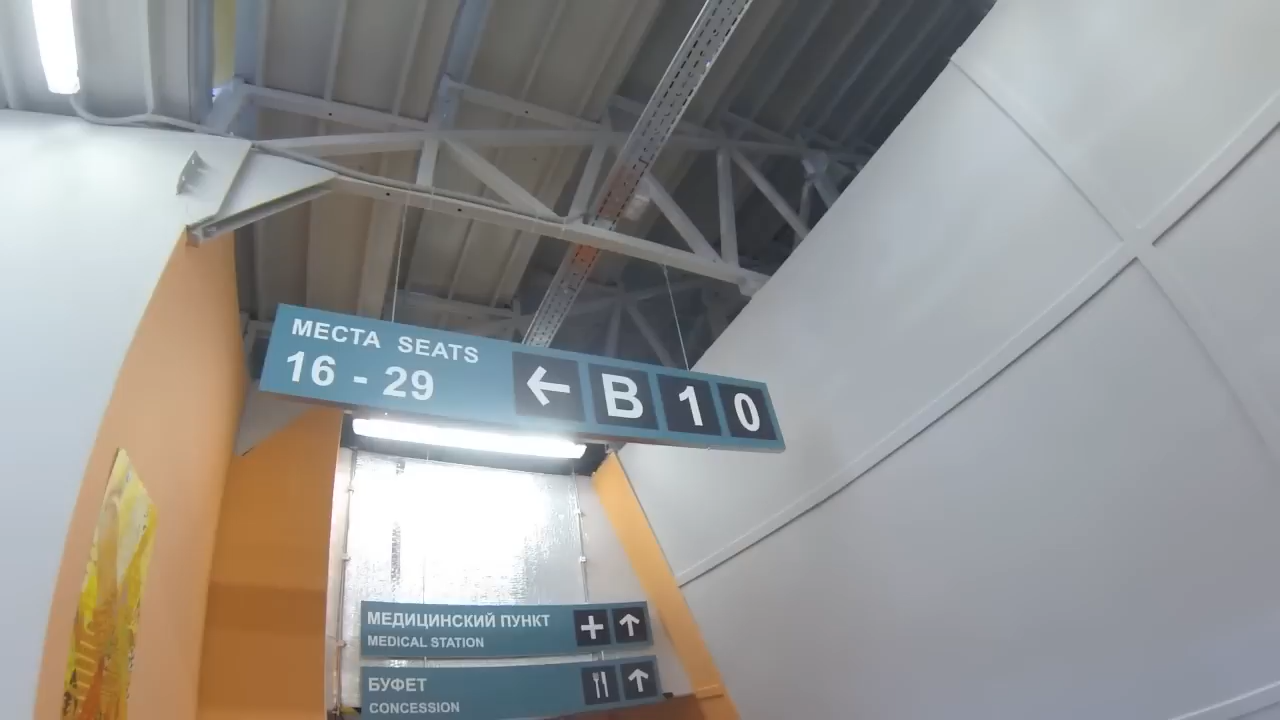 МЕСТА SEATS
16 - 29
← B 1 0
МЕДИЦИНСКИЙ ПУНКТ
MEDICAL STATION
БУФЕТ
CONCESSION